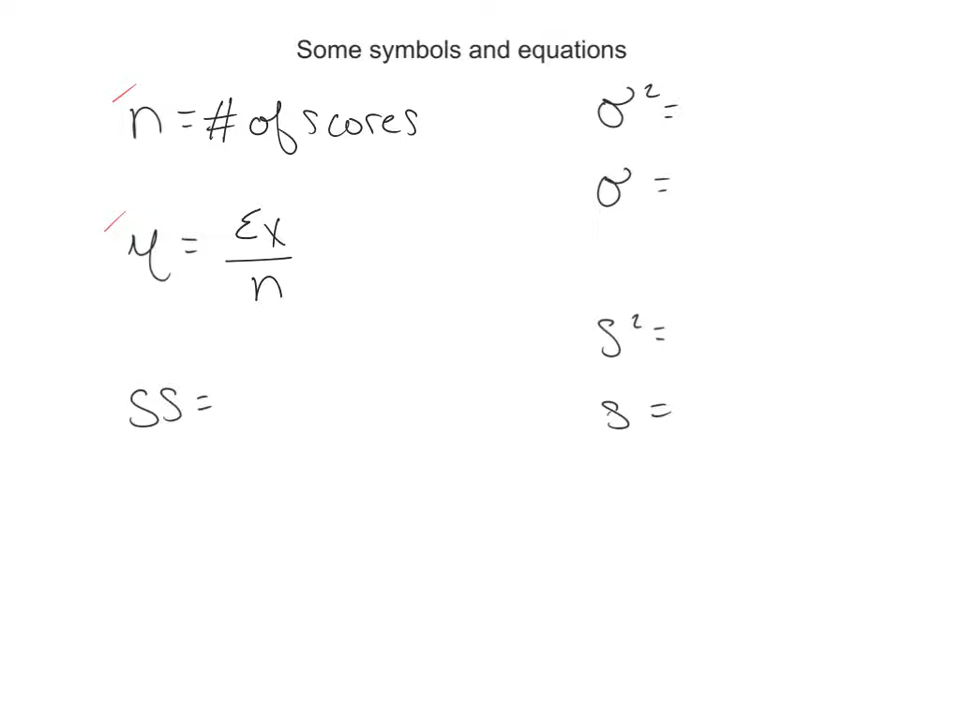 Some symbols and equations
n = # of scores
μ = Σx / n
SS =
σ² =
σ =
s² =
s =